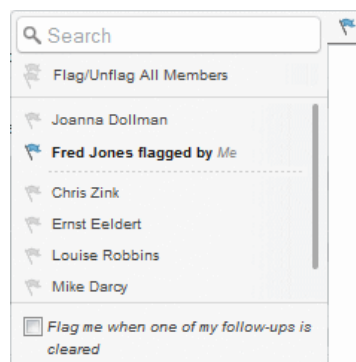 Search
Flag/Unflag All Members
Joanna Dollman
Fred Jones flagged by Me
Chris Zink
Ernst Eeldert
Louise Robbins
Mike Darcy
Flag me when one of my follow-ups is
cleared